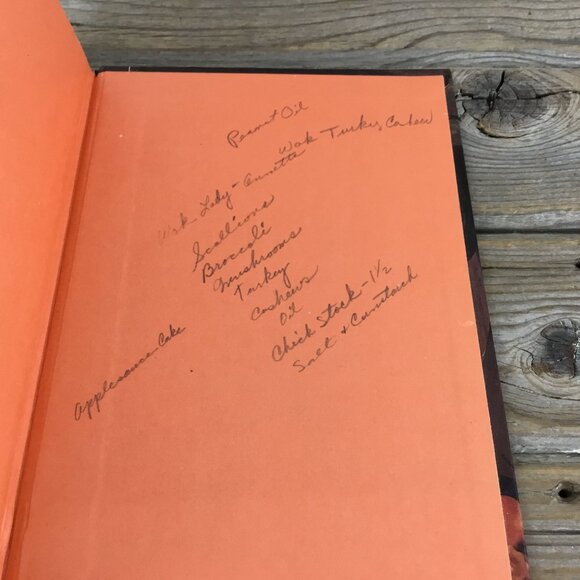 Peanut Oil
Wok Turkey Cashew
Wok Lady - Annette
Scallions
Broccoli
Mushrooms
Turkey
Cashews
Oil
Chick Stock - 1 1/2
Salt + Cornstarch
Applesauce Cake